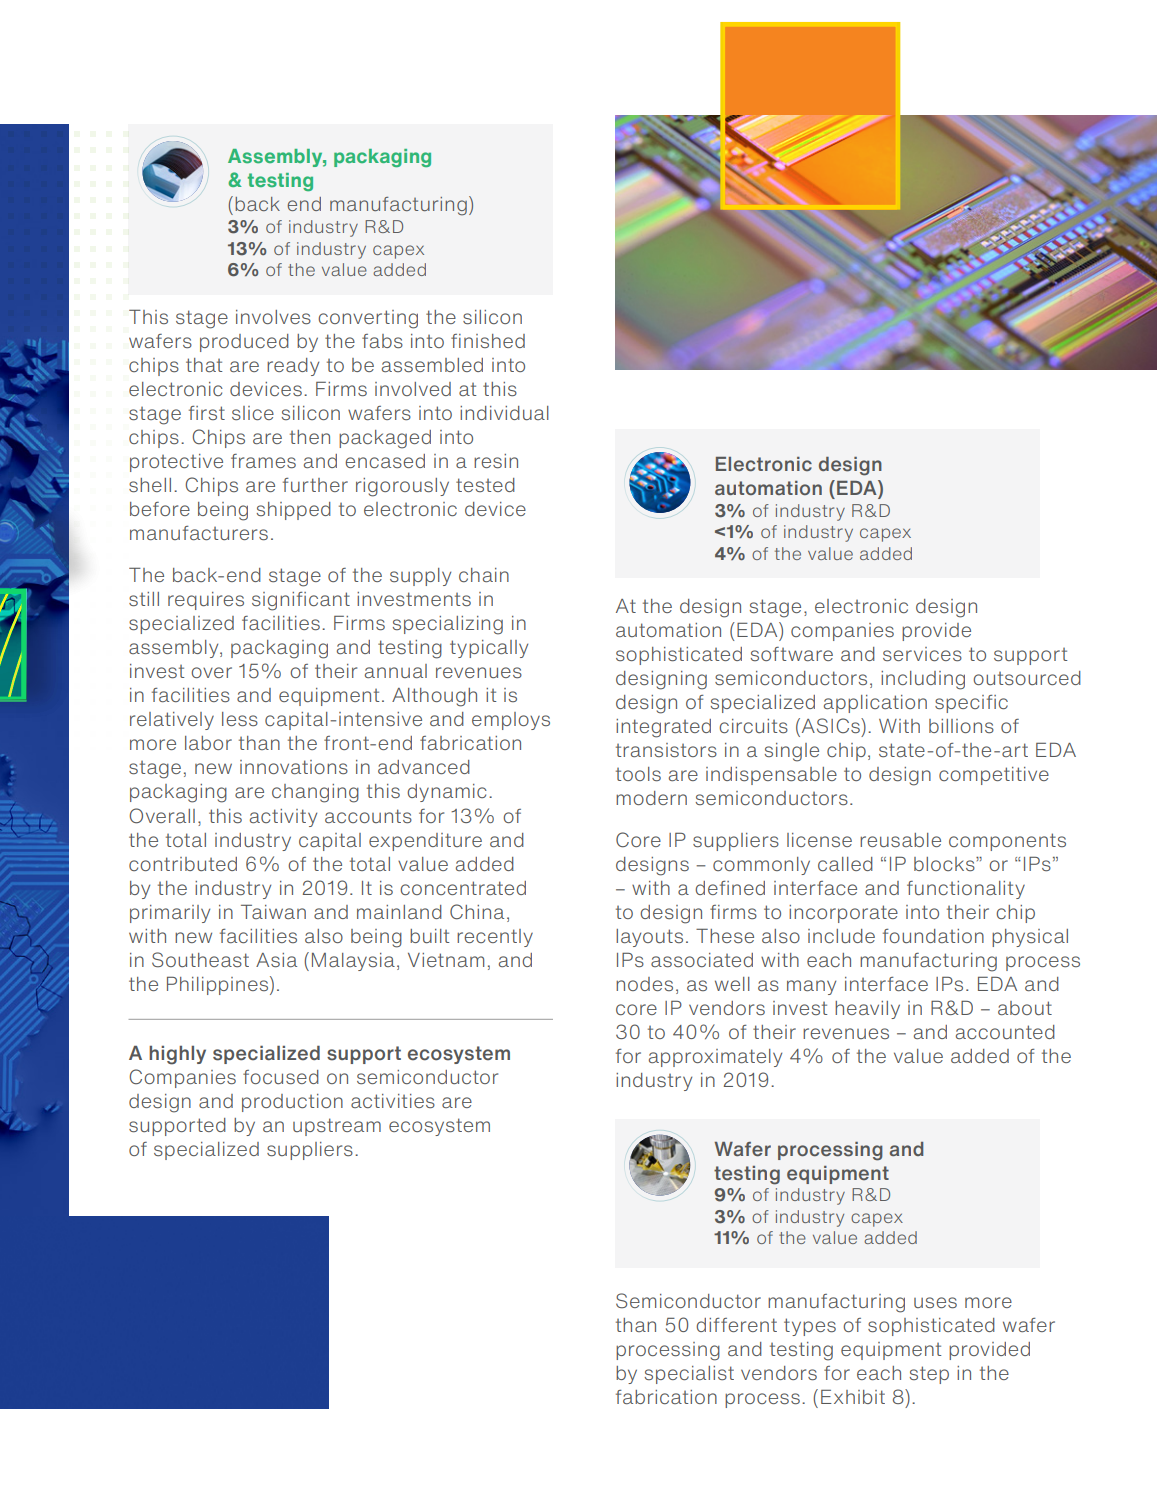 Assembly, packaging
& testing
(back end manufacturing)
3% of industry R&D
13% of industry capex
6% of the value added
This stage involves converting the silicon
wafers produced by the fabs into finished
chips that are ready to be assembled into
electronic devices. Firms involved at this
stage first slice silicon wafers into individual
chips. Chips are then packaged into
protective frames and encased in a resin
shell. Chips are further rigorously tested
before being shipped to electronic device
manufacturers.
The back-end stage of the supply chain
still requires significant investments in
specialized facilities. Firms specializing in
assembly, packaging and testing typically
invest over 15% of their annual revenues
in facilities and equipment. Although it is
relatively less capital-intensive and employs
more labor than the front-end fabrication
stage, new innovations in advanced
packaging are changing this dynamic.
Overall, this activity accounts for 13% of
the total industry capital expenditure and
contributed 6% of the total value added
by the industry in 2019. It is concentrated
primarily in Taiwan and mainland China,
with new facilities also being built recently
in Southeast Asia (Malaysia, Vietnam, and
the Philippines).
A highly specialized support ecosystem
Companies focused on semiconductor
design and production activities are
supported by an upstream ecosystem
of specialized suppliers.
Electronic design
automation (EDA)
3% of industry R&D
<1% of industry capex
4% of the value added
At the design stage, electronic design
automation (EDA) companies provide
sophisticated software and services to support
designing semiconductors, including outsourced
design of specialized application specific
integrated circuits (ASICs). With billions of
transistors in a single chip, state-of-the-art EDA
tools are indispensable to design competitive
modern semiconductors.
Core IP suppliers license reusable components
designs – commonly called “IP blocks” or “IPs”
– with a defined interface and functionality
to design firms to incorporate into their chip
layouts. These also include foundation physical
IPs associated with each manufacturing process
nodes, as well as many interface IPs. EDA and
core IP vendors invest heavily in R&D – about
30 to 40% of their revenues – and accounted
for approximately 4% of the value added of the
industry in 2019.
Wafer processing and
testing equipment
9% of industry R&D
3% of industry capex
11% of the value added
Semiconductor manufacturing uses more
than 50 different types of sophisticated wafer
processing and testing equipment provided
by specialist vendors for each step in the
fabrication process. (Exhibit 8).